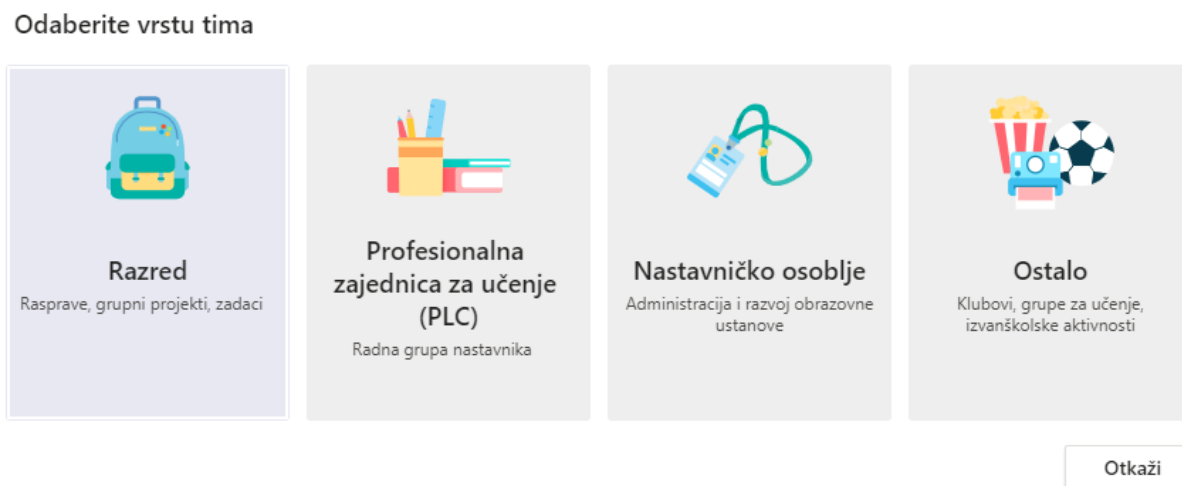 Odaberite vrstu tima
Razred
Rasprave, grupni projekti, zadaci
Profesionalna
zajednica za učenje
(PLC)
Radna grupa nastavnika
Nastavničko osoblje
Administracija i razvoj obrazovne
ustanove
Ostalo
Klubovi, grupe za učenje,
izvanškolske aktivnosti
Otkaži